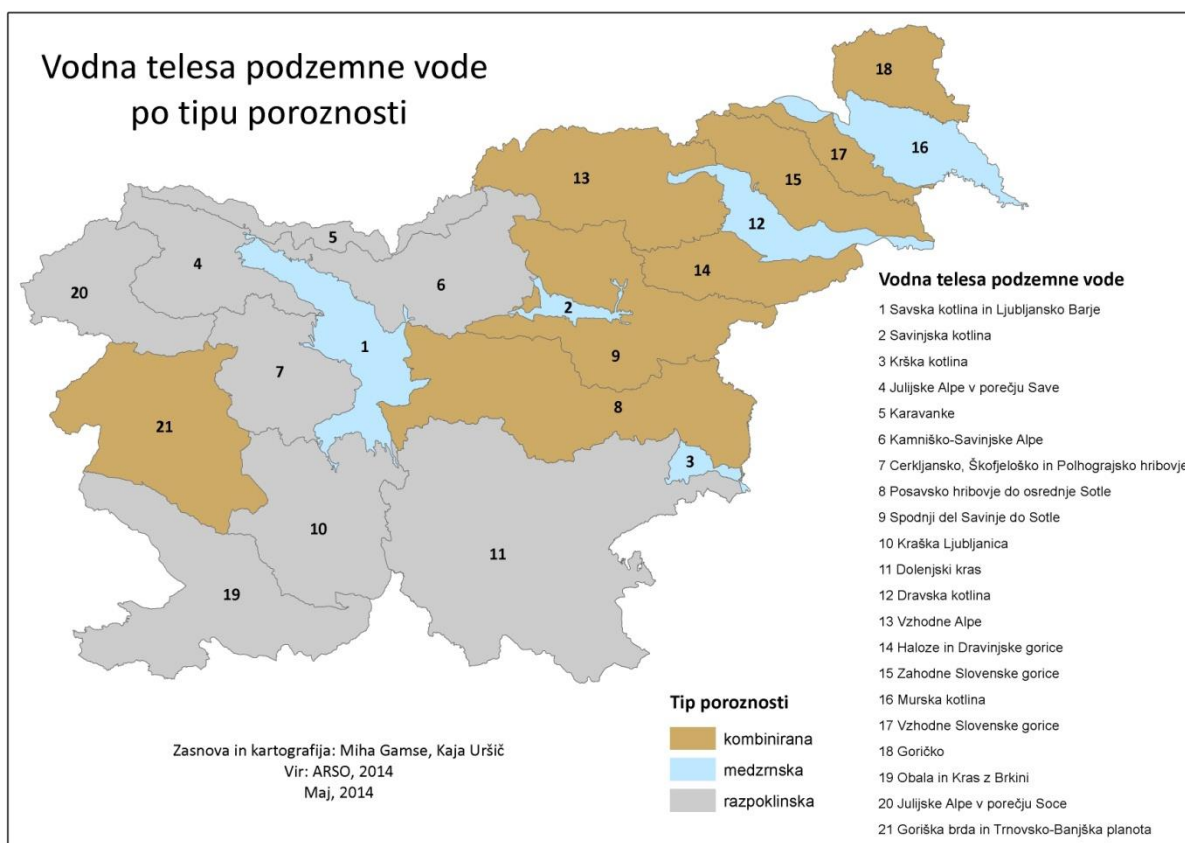 Vodna telesa podzemne vode
po tipu poroznosti
18
16
17
13
15
12
5
4
14
6
20
2
1
9
7
8
21
3
10
11
19
Vodna telesa podzemne vode
1 Savska kotlina in Ljubljansko Barje
2 Savinjska kotlina
3 Krška kotlina
4 Julijske Alpe v porečju Save
5 Karavanke
6 Kamniško-Savinjske Alpe
7 Cerkljansko, Škofjeloško in Polhograjsko hribovje
8 Posavsko hribovje do osrednje Sotle
9 Spodnji del Savinje do Sotle
10 Kraška Ljubljanica
11 Dolenjski kras
12 Dravska kotlina
13 Vzhodne Alpe
14 Haloze in Dravinjske gorice
15 Zahodne Slovenske gorice
16 Murska kotlina
17 Vzhodne Slovenske gorice
18 Goričko
19 Obala in Kras z Brkini
20 Julijske Alpe v porečju Soce
21 Goriška brda in Trnovsko-Banjška planota
Tip poroznosti
kombinirana
medzrnska
razpoklinska
Zasnova in kartografija: Miha Gamse, Kaja Uršič
Vir: ARSO, 2014
Maj, 2014